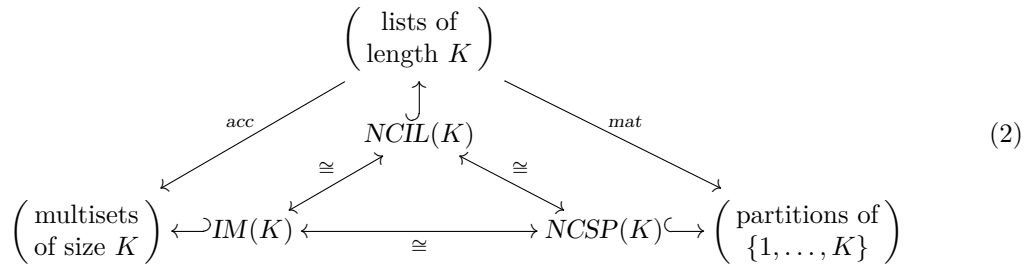 lists of
length K
acc
mat
NCIL(K)
(2)
≅
≅
multisets
of size K
IM(K)
≅
NCSP(K)
partitions of
{1, . . . , K}